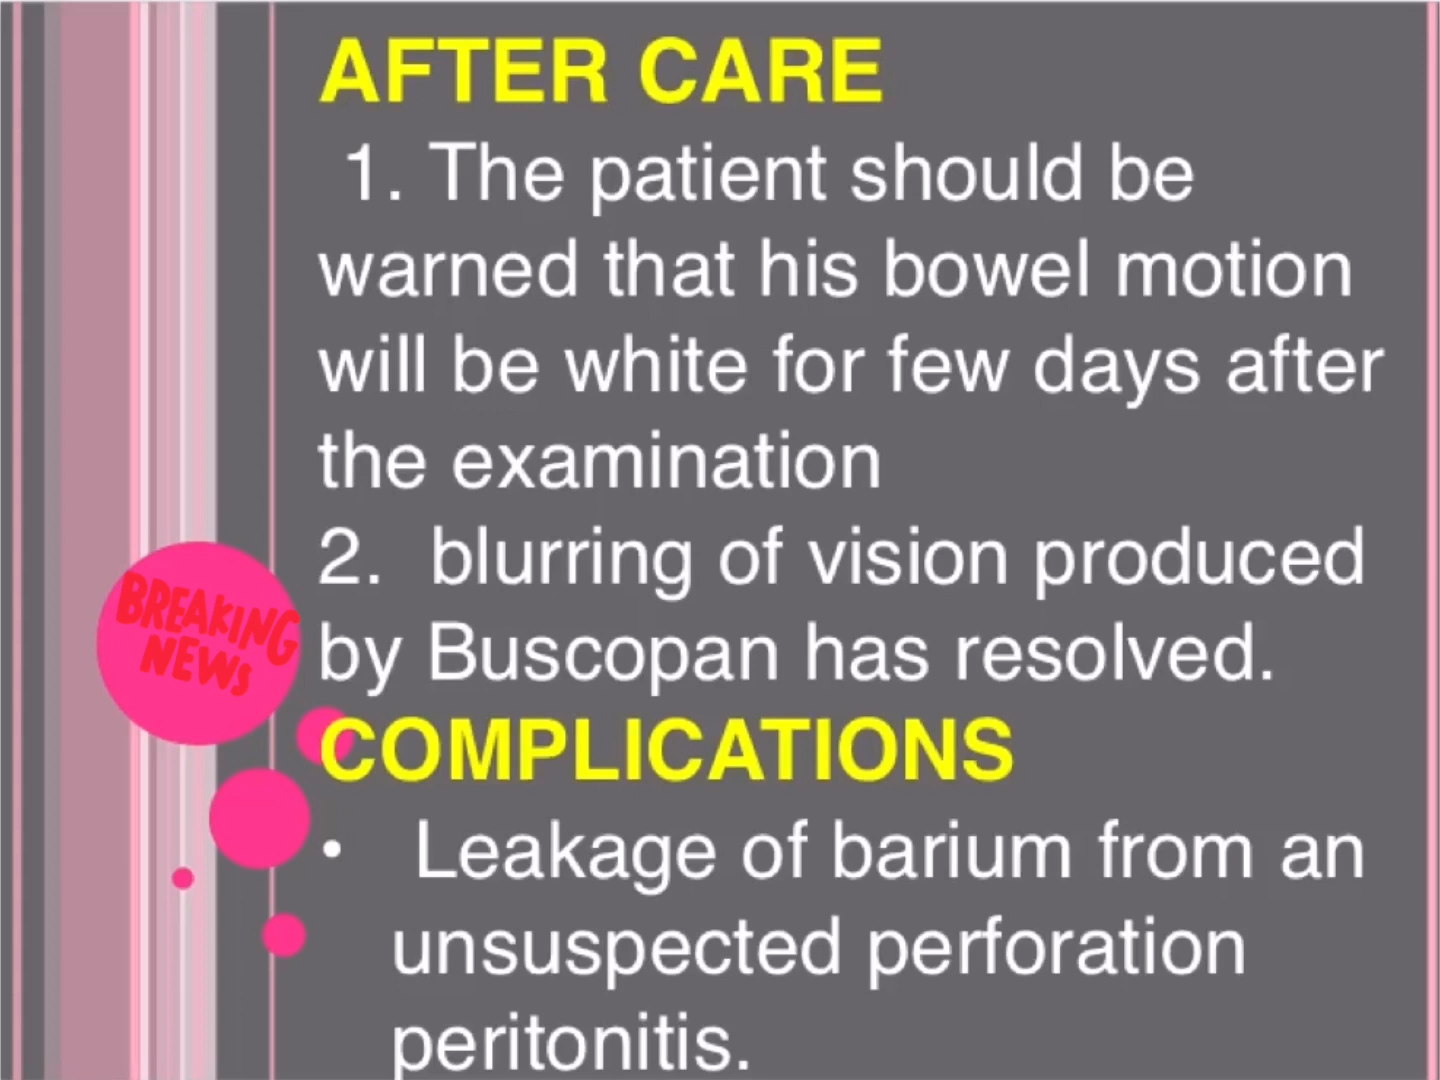 AFTER CARE
1. The patient should be
warned that his bowel motion
will be white for few days after
the examination
2. blurring of vision produced
by Buscopan has resolved.
COMPLICATIONS
• Leakage of barium from an
unsuspected perforation
peritonitis.
BREAKING
NEWS